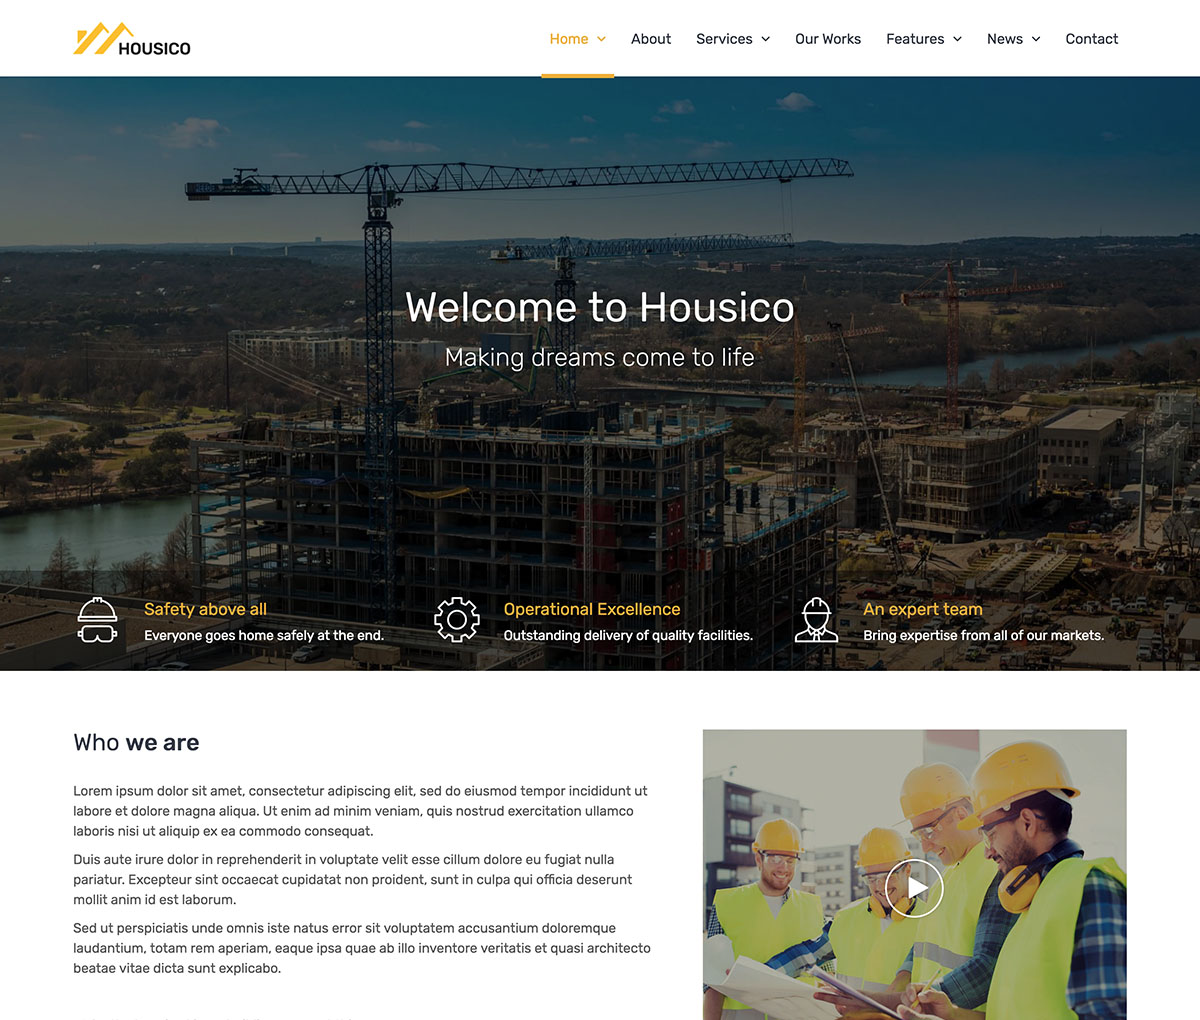 HOUSICO
Home About Services Our Works Features News Contact
Welcome to Housico
Making dreams come to life
Safety above all
Everyone goes home safely at the end.
Operational Excellence
Outstanding delivery of quality facilities.
An expert team
Bring expertise from all of our markets.
Who we are
Lorem ipsum dolor sit amet, consectetur adipiscing elit, sed do eiusmod tempor incididunt ut
labore et dolore magna aliqua. Ut enim ad minim veniam, quis nostrud exercitation ullamco
laboris nisi ut aliquip ex ea commodo consequat.
Duis aute irure dolor in reprehenderit in voluptate velit esse cillum dolore eu fugiat nulla
pariatur. Excepteur sint occaecat cupidatat non proident, sunt in culpa qui officia deserunt
mollit anim id est laborum.
Sed ut perspiciatis unde omnis iste natus error sit voluptatem accusantium doloremque
laudantium, totam rem aperiam, eaque ipsa quae ab illo inventore veritatis et quasi architecto
beatae vitae dicta sunt explicabo.